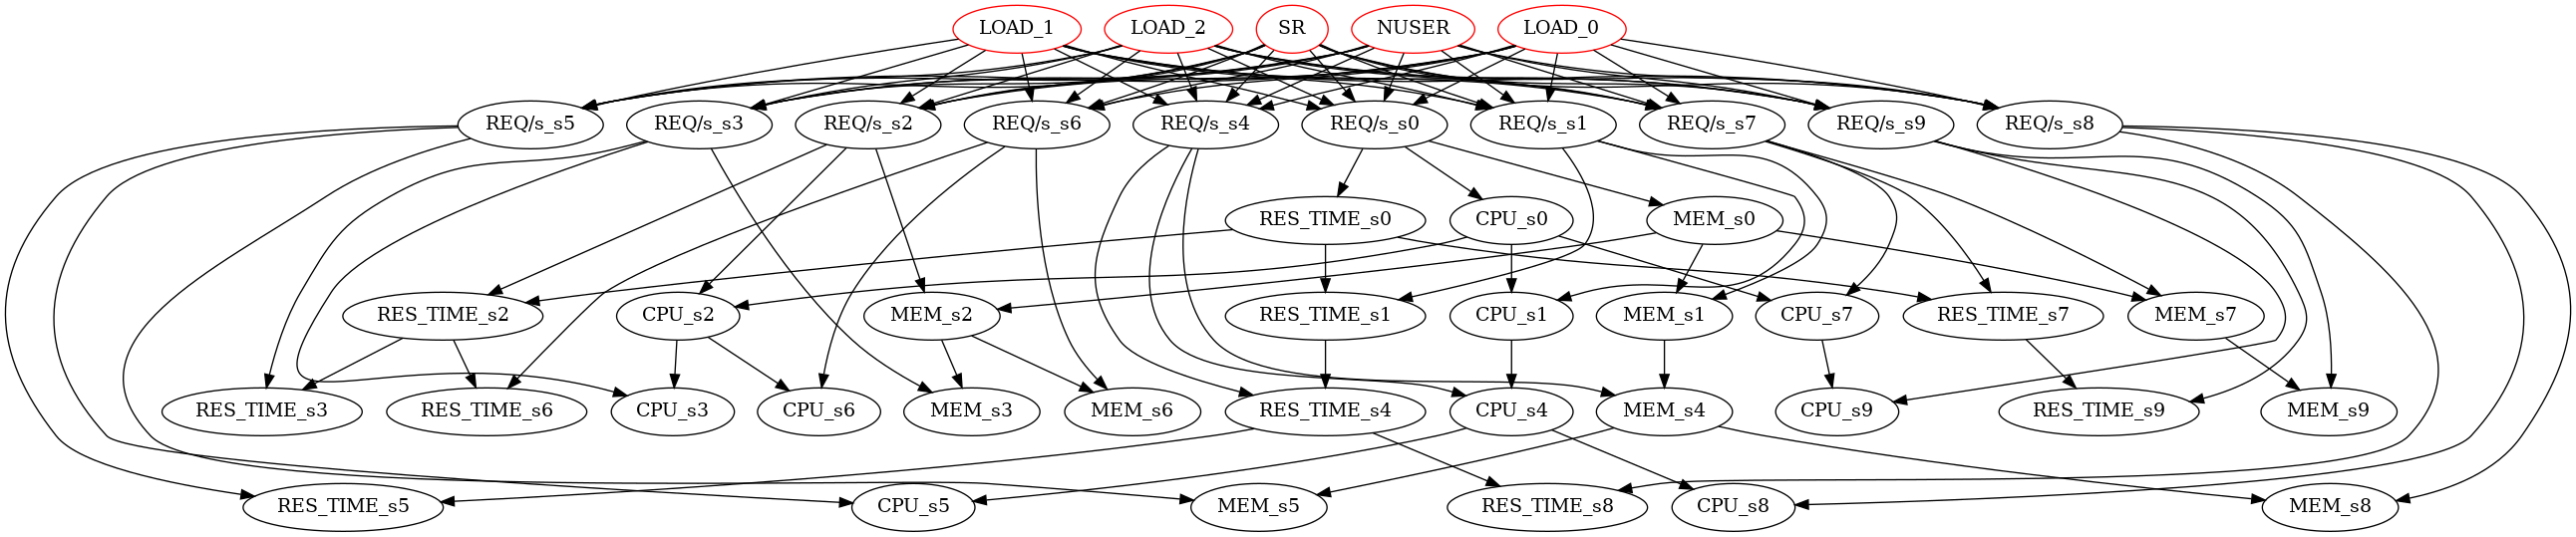 LOAD_1 LOAD_2 SR NUSER LOAD_0
REQ/s_s5 REQ/s_s3 REQ/s_s2 REQ/s_s6 REQ/s_s4 REQ/s_s0 REQ/s_s1 REQ/s_s7 REQ/s_s9 REQ/s_s8
RES_TIME_s0 CPU_s0 MEM_s0
RES_TIME_s2 CPU_s2 MEM_s2 RES_TIME_s1 CPU_s1 MEM_s1 CPU_s7 RES_TIME_s7 MEM_s7
RES_TIME_s3 RES_TIME_s6 CPU_s3 CPU_s6 MEM_s3 MEM_s6 RES_TIME_s4 CPU_s4 MEM_s4 CPU_s9 RES_TIME_s9 MEM_s9
RES_TIME_s5 CPU_s5 MEM_s5 RES_TIME_s8 CPU_s8 MEM_s8